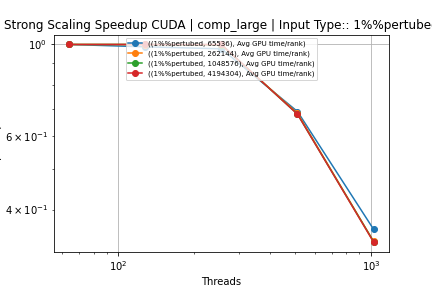 Strong Scaling Speedup CUDA | comp_large | Input Type:: 1%%pertubed
10⁰
((1%%pertubed, 65536), Avg GPU time/rank)
((1%%pertubed, 262144), Avg GPU time/rank)
((1%%pertubed, 1048576), Avg GPU time/rank)
((1%%pertubed, 4194304), Avg GPU time/rank)
6 × 10⁻¹
4 × 10⁻¹
10² 10³
Threads